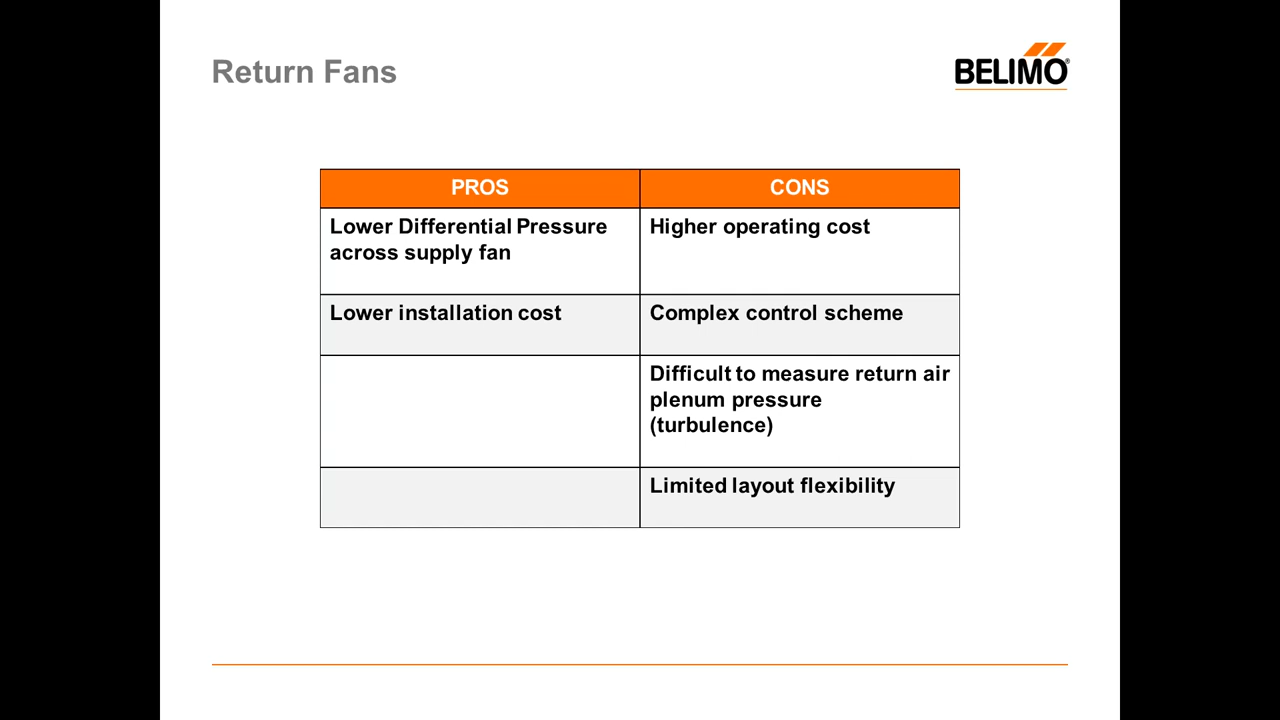 Return Fans
BELIMO®
PROS
CONS
Lower Differential Pressure
across supply fan
Higher operating cost
Lower installation cost
Complex control scheme
Difficult to measure return air
plenum pressure
(turbulence)
Limited layout flexibility